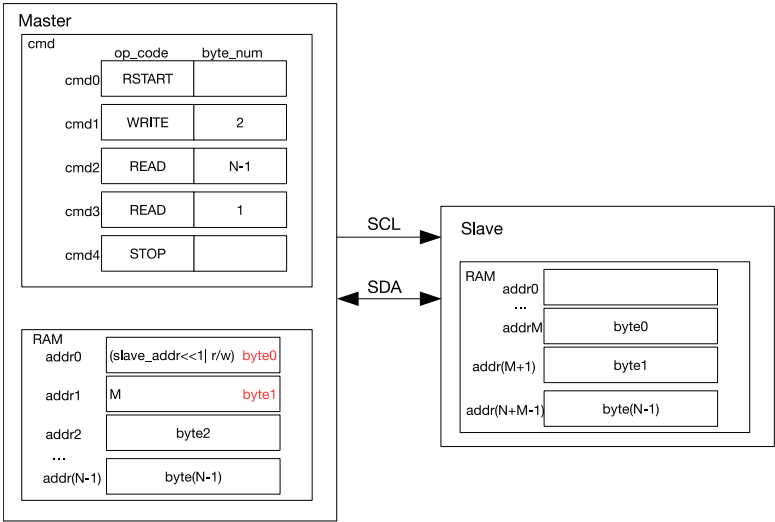 Master
cmd
op_code byte_num
cmd0 RSTART
cmd1 WRITE 2
cmd2 READ N-1
cmd3 READ 1
cmd4 STOP
RAM
addr0 (slave_addr<<1| r/w) byte0
addr1 M byte1
addr2 byte2
...
addr(N-1) byte(N-1)
SCL
SDA
Slave
RAM
addr0
...
addrM byte0
addr(M+1) byte1
addr(N+M-1) byte(N-1)